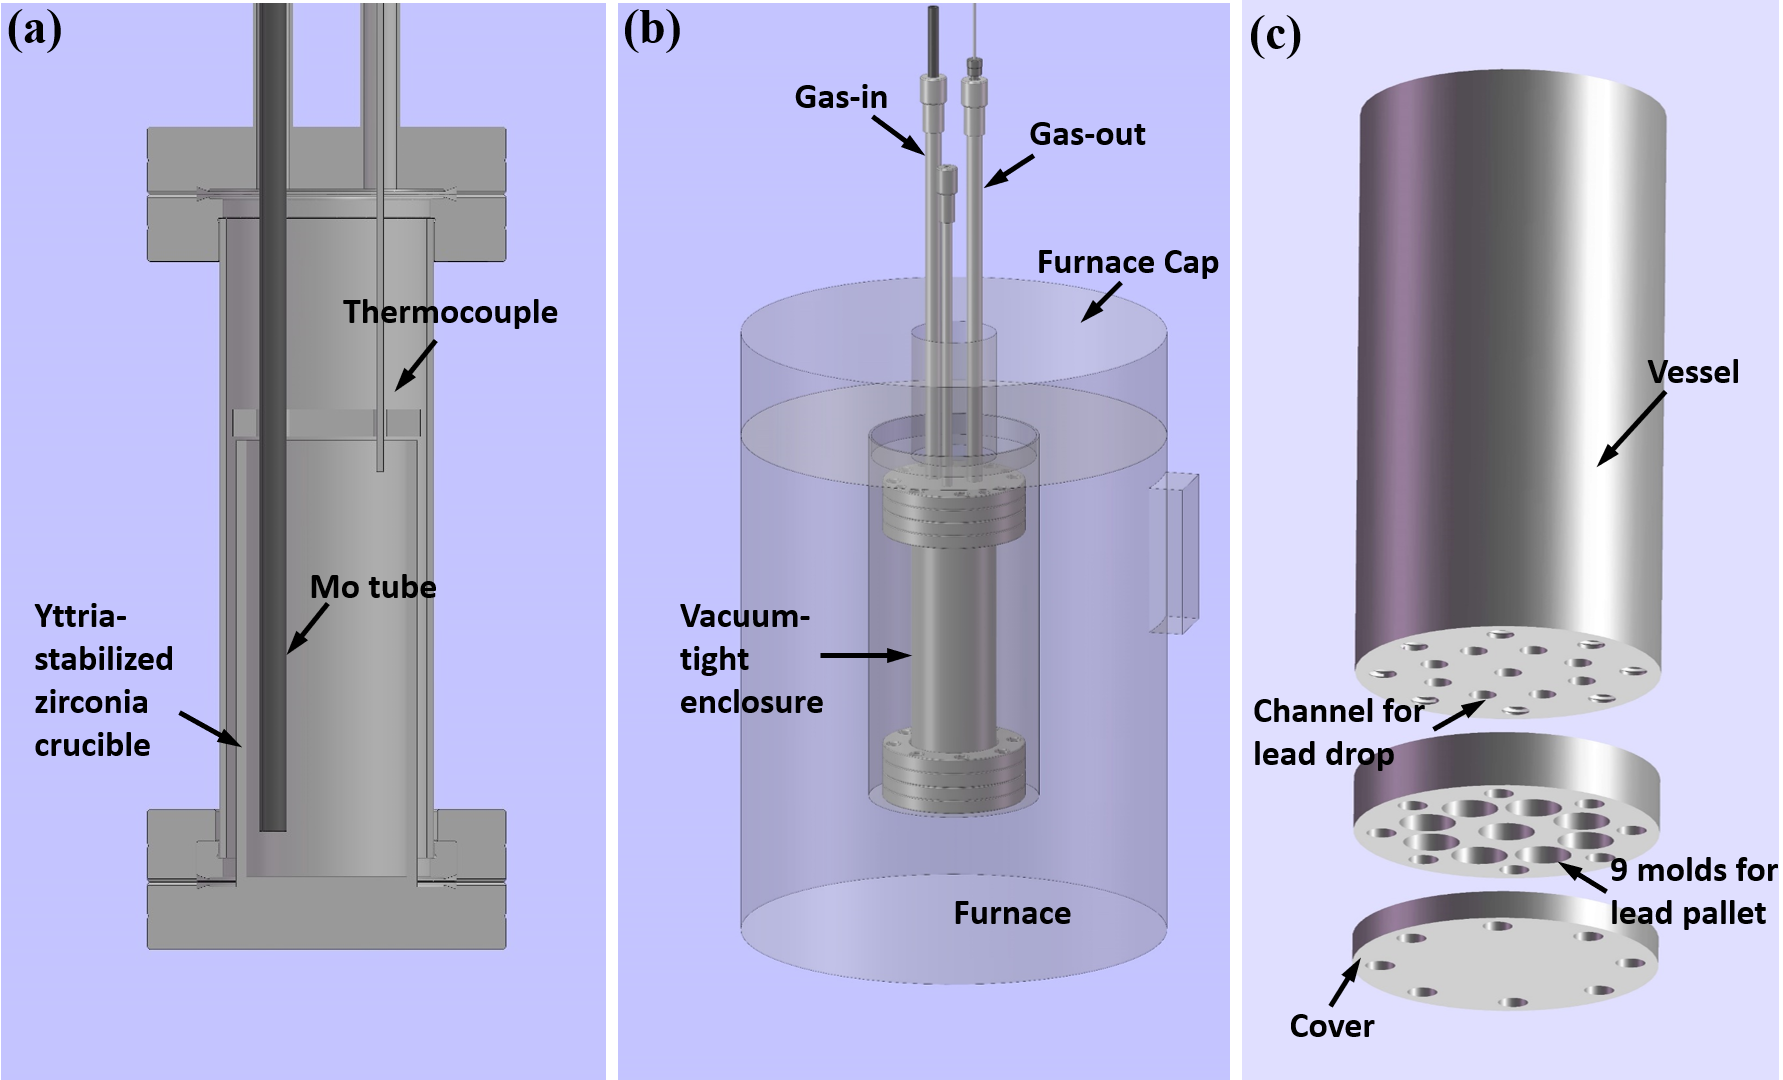 (a)
Thermocouple
Mo tube
Yttria-
stabilized
zirconia
crucible
(b)
Gas-in
Gas-out
Furnace Cap
Vacuum-
tight
enclosure
Furnace
(c)
Vessel
Channel for
lead drop
9 molds for
lead pallet
Cover